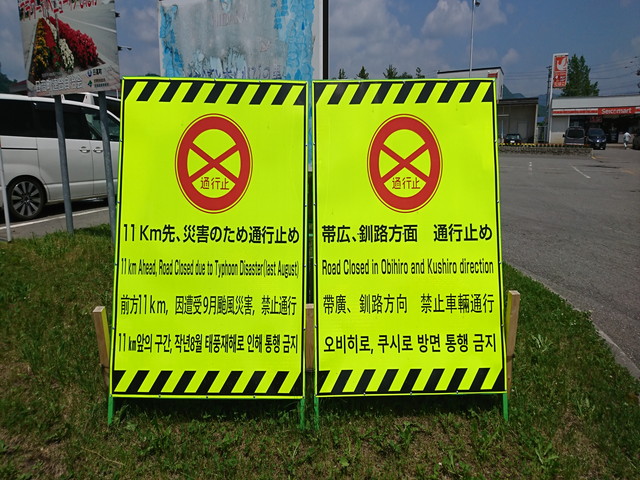 通行止
11Km先、災害のため通行止め
11 km Ahead, Road Closed due to Typhoon Disaster(last August)
前方11km, 因遭受9月颱風災害, 禁止通行
11 km앞의 구간, 작년8월 태풍재해로 인해 통행 금지
通行止
帯広、釧路方面 通行止め
Road Closed in Obihiro and Kushiro direction
帶廣、釧路方向 禁止車輛通行
오비히로, 쿠시로 방면 통행 금지
Seicomart